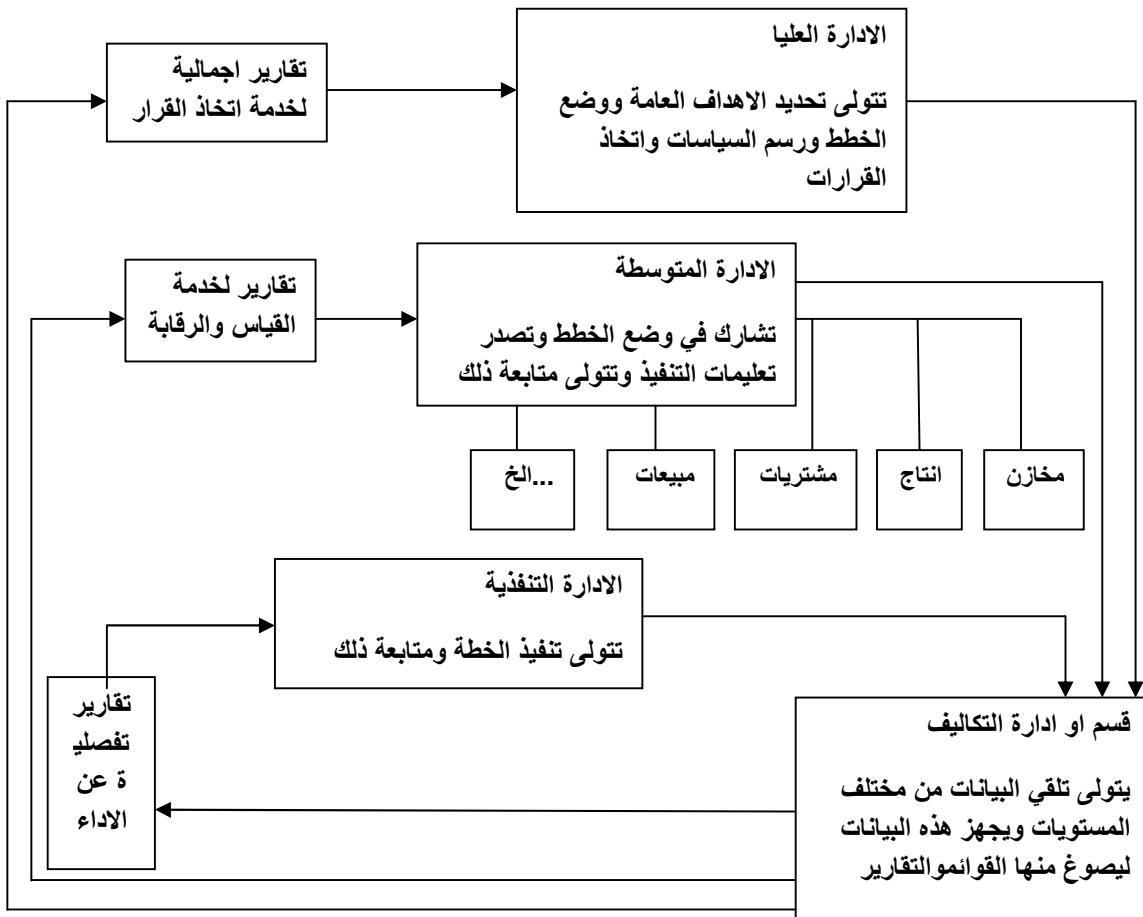 الادارة العليا
تتولى تحديد الاهداف العامة ووضع
الخطط ورسم السياسات واتخاذ
القرارات
تقارير اجمالية
لخدمة اتخاذ القرار
الادارة المتوسطة
تشارك في وضع الخطط وتصدر
تعليمات التنفيذ وتتولى متابعة ذلك
تقارير لخدمة
القياس والرقابة
مخازن
انتاج
مشتريات
مبيعات
...الخ
الادارة التنفذية
تتولى تنفيذ الخطة ومتابعة ذلك
تقارير
تفصلي
ة عن
الاداء
قسم او ادارة التكاليف
يتولى تلقي البيانات من مختلف
المستويات ويجهز هذه البيانات
ليصوغ منها القوائموالتقارير